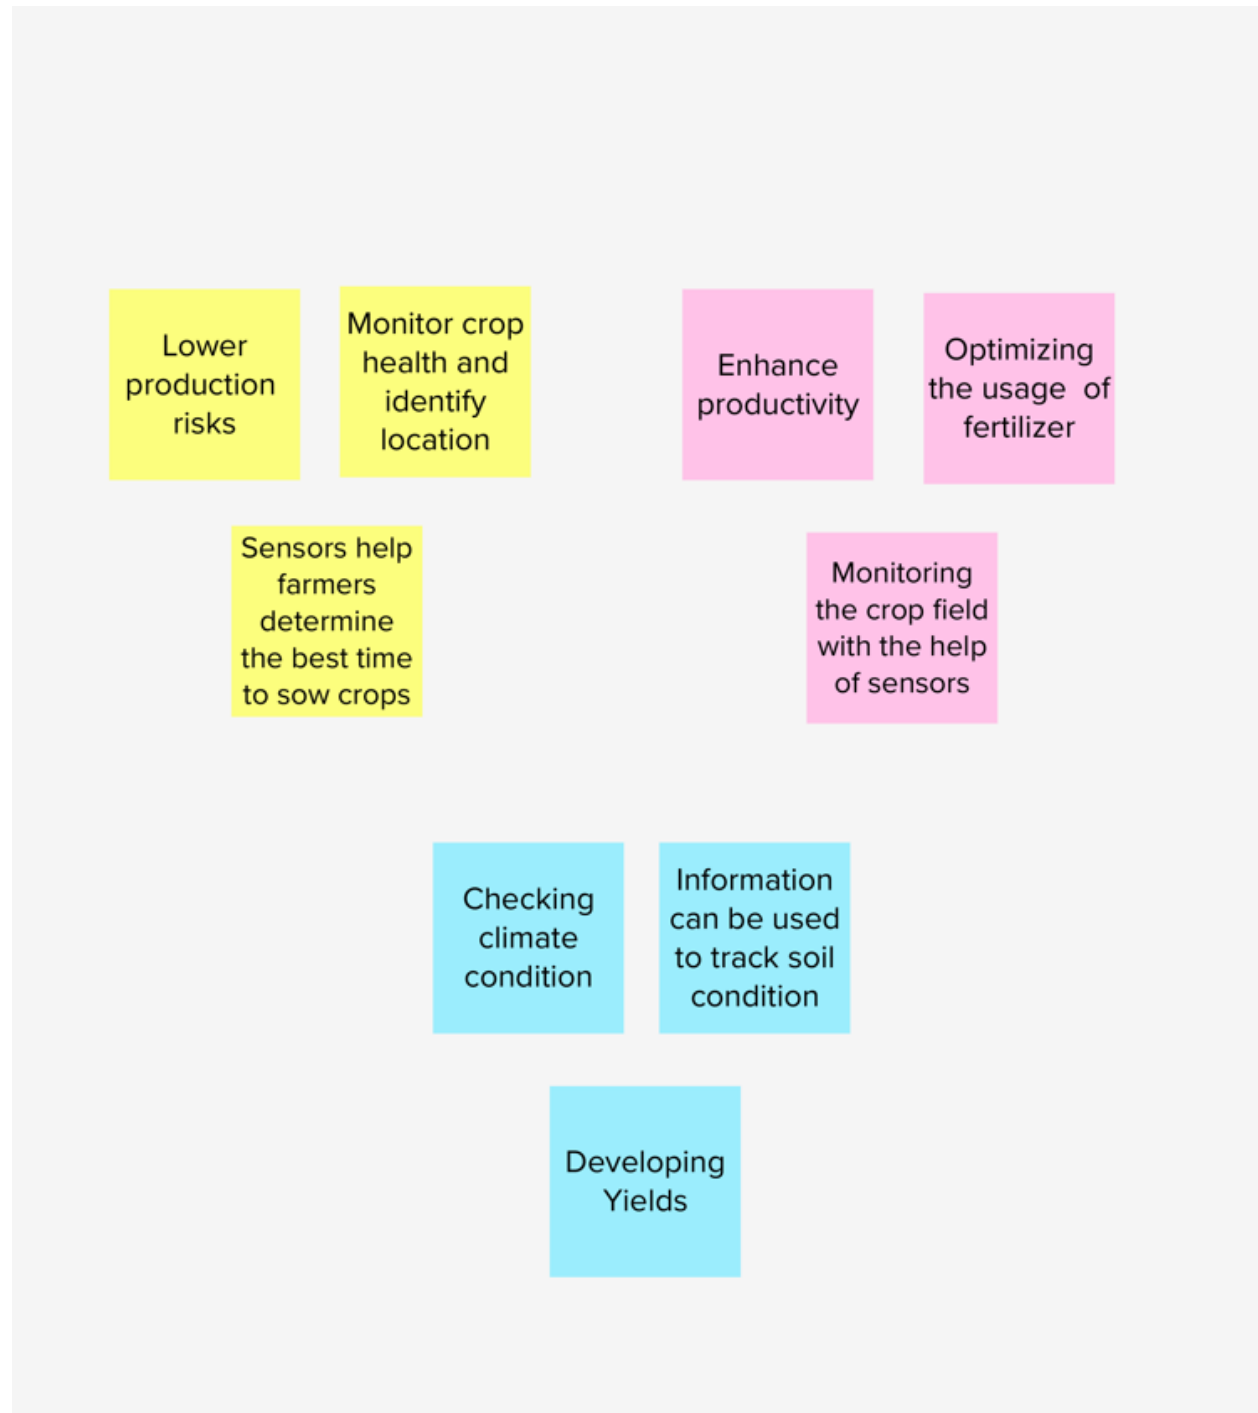 Lower
production
risks
Monitor crop
health and
identify
location
Sensors help
farmers
determine
the best time
to sow crops
Enhance
productivity
Optimizing
the usage  of
fertilizer
Monitoring
the crop field
with the help
of sensors
Checking
climate
condition
Information
can be used
to track soil
condition
Developing
Yields